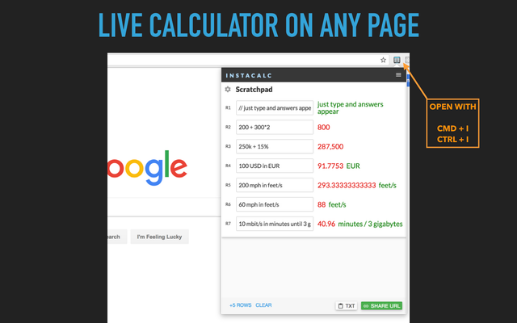 LIVE CALCULATOR ON ANY PAGE
INSTACALC
Scratchpad
R1 // just type and answers appe just type and answers
appear
R2 200 + 300*2 800
R3 250k + 15% 287,500
R4 100 USD in EUR 91.7753 EUR
R5 200 mph in feet/s 293.33333333333 feet/s
R6 60 mph in feet/s 88 feet/s
R7 10 mbit/s in minutes until 3 g 40.96 minutes / 3 gigabytes
+5 ROWS CLEAR!
TXT
SHARE URL
OPEN WITH
CMD + I
CTRL + I
oogle
earch
I'm Feeling Lucky